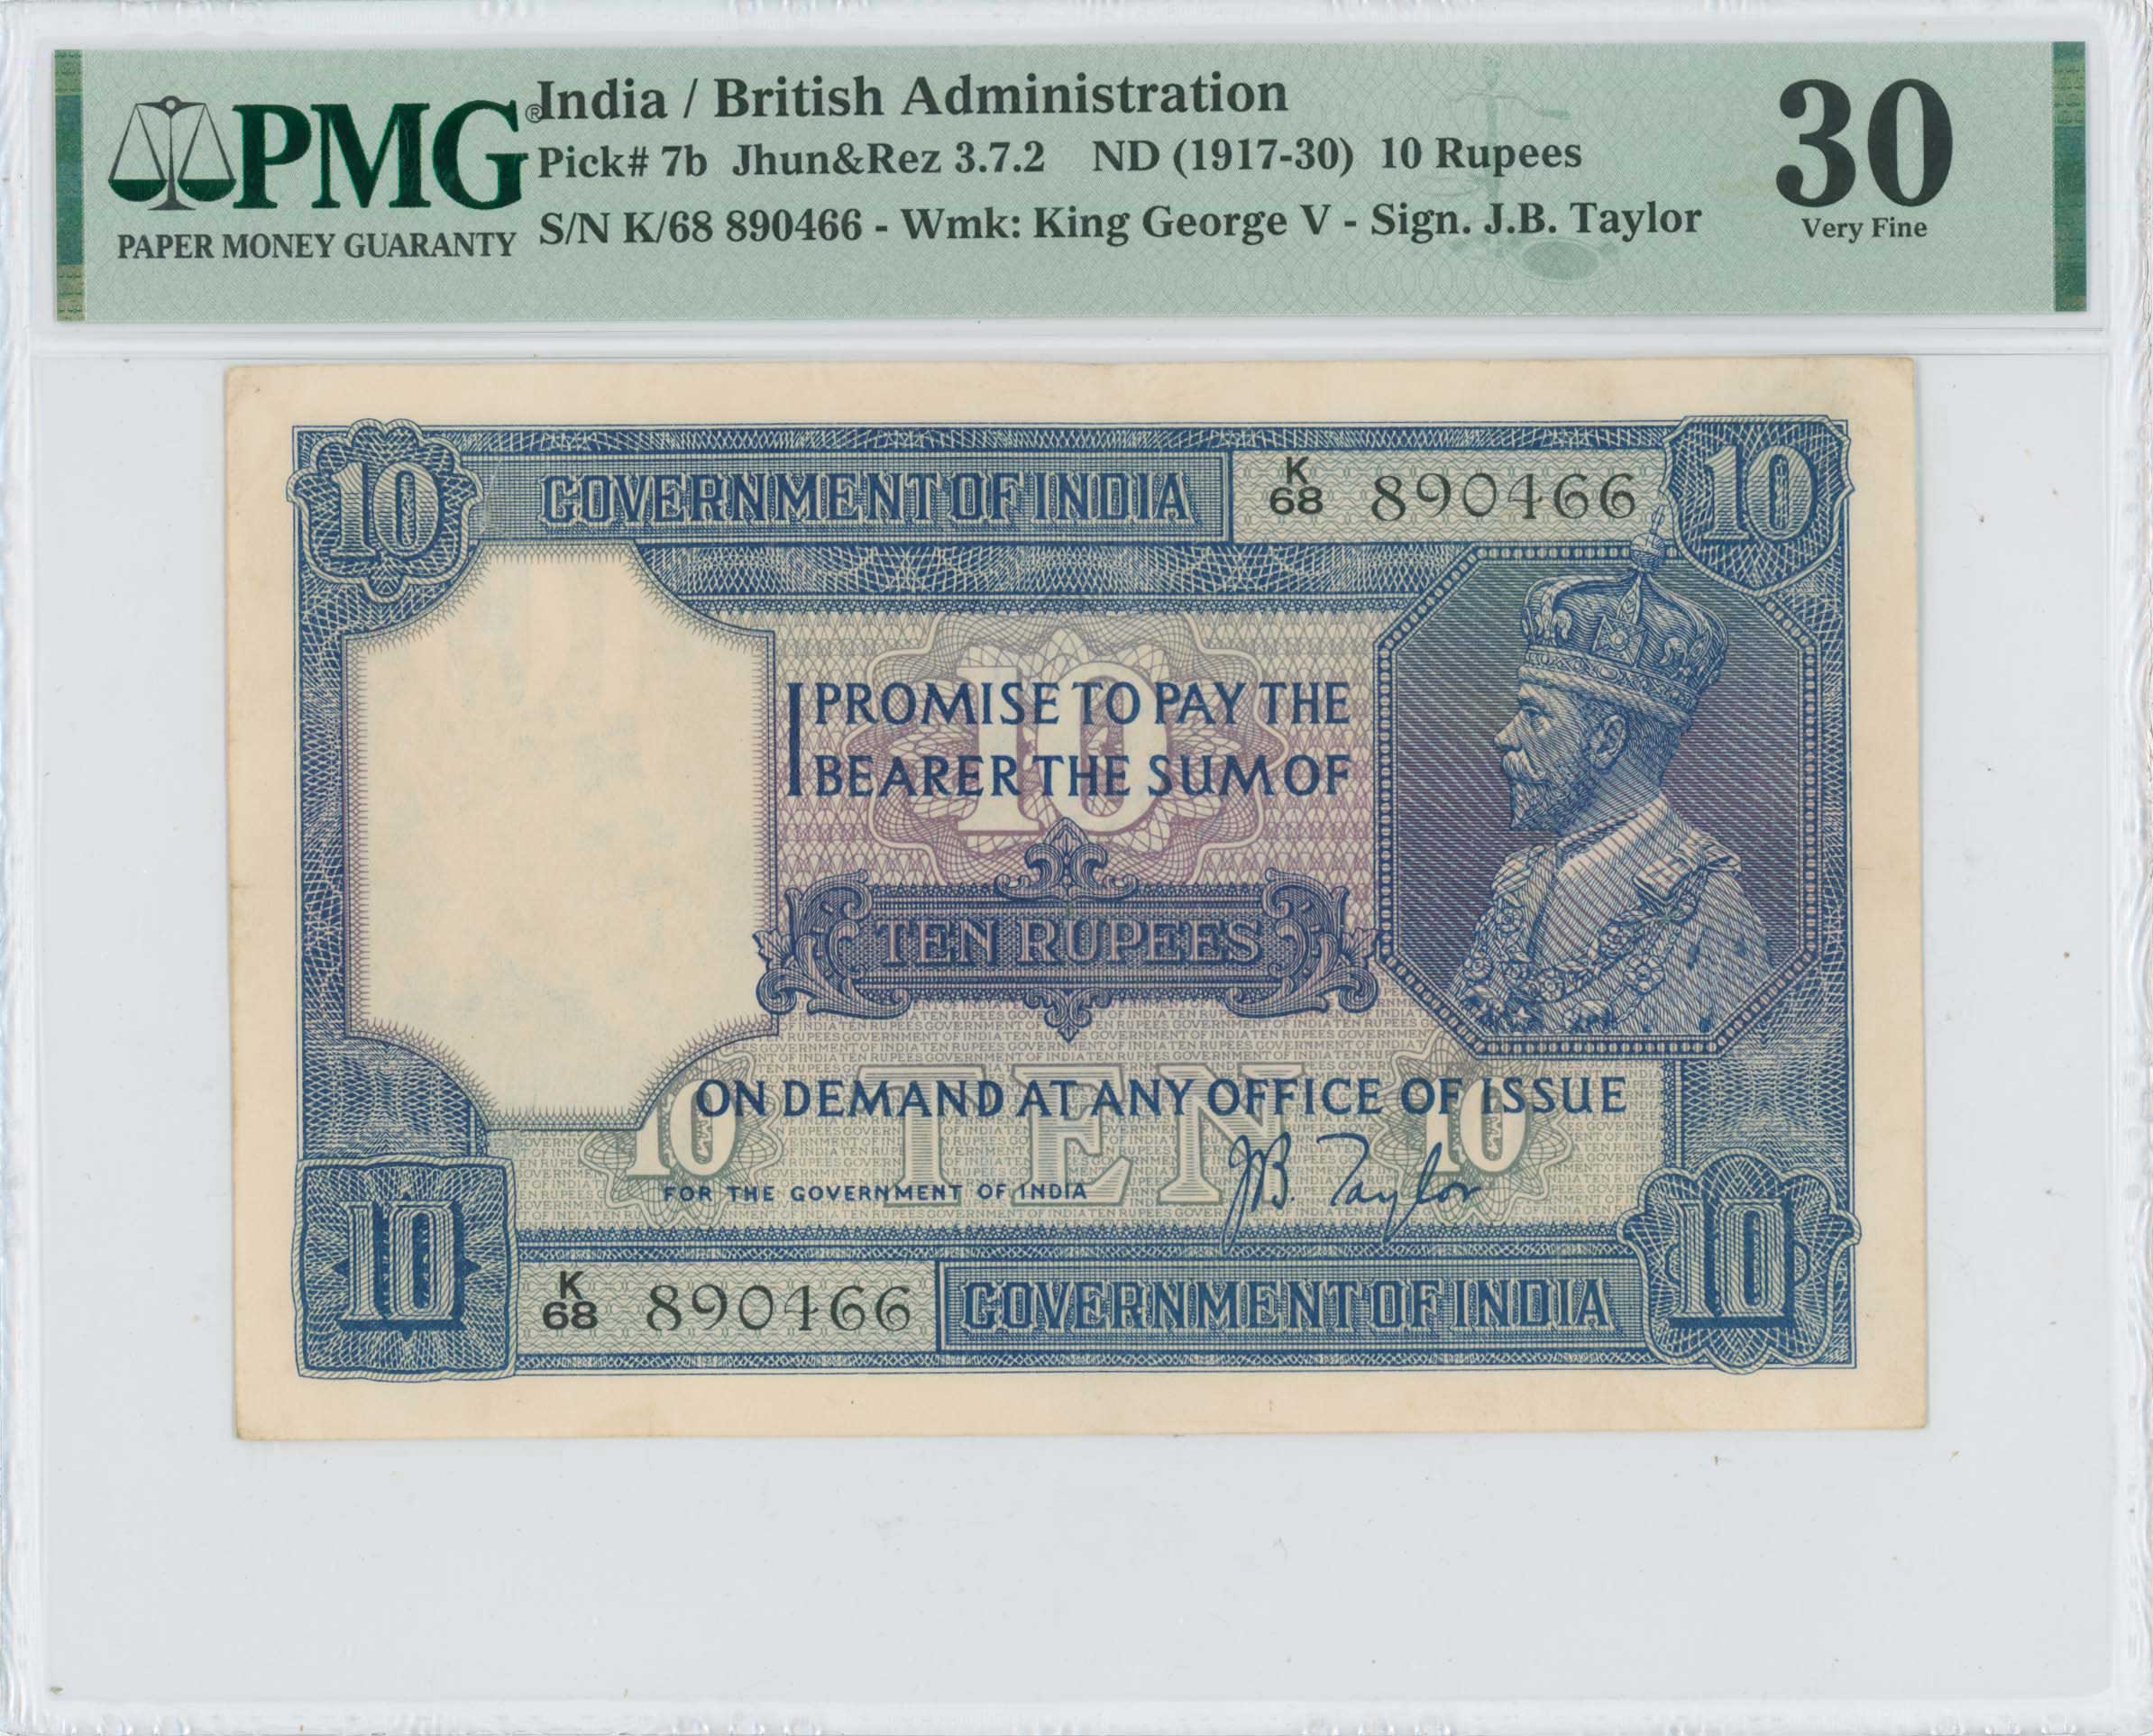 PMG®
PAPER MONEY GUARANTY
India / British Administration
Pick# 7b Jhun&Rez 3.7.2 ND (1917-30) 10 Rupees
S/N K/68 890466 - Wmk: King George V - Sign. J.B. Taylor
30
Very Fine
10
GOVERNMENT OF INDIA
K
68 890466
10
10
I PROMISE TO PAY THE
BEARER THE SUM OF
TEN RUPEES
ON DEMAND AT ANY OFFICE OF ISSUE
10 TEN 10
FOR THE GOVERNMENT OF INDIA
JB. Taylor
10
K
68 890466
GOVERNMENT OF INDIA
10